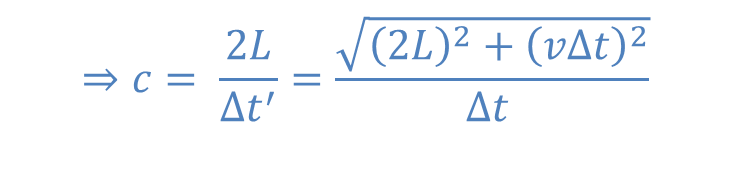 ⇒ c = 2L/Δt′ = √((2L)² + (vΔt)²)/Δt